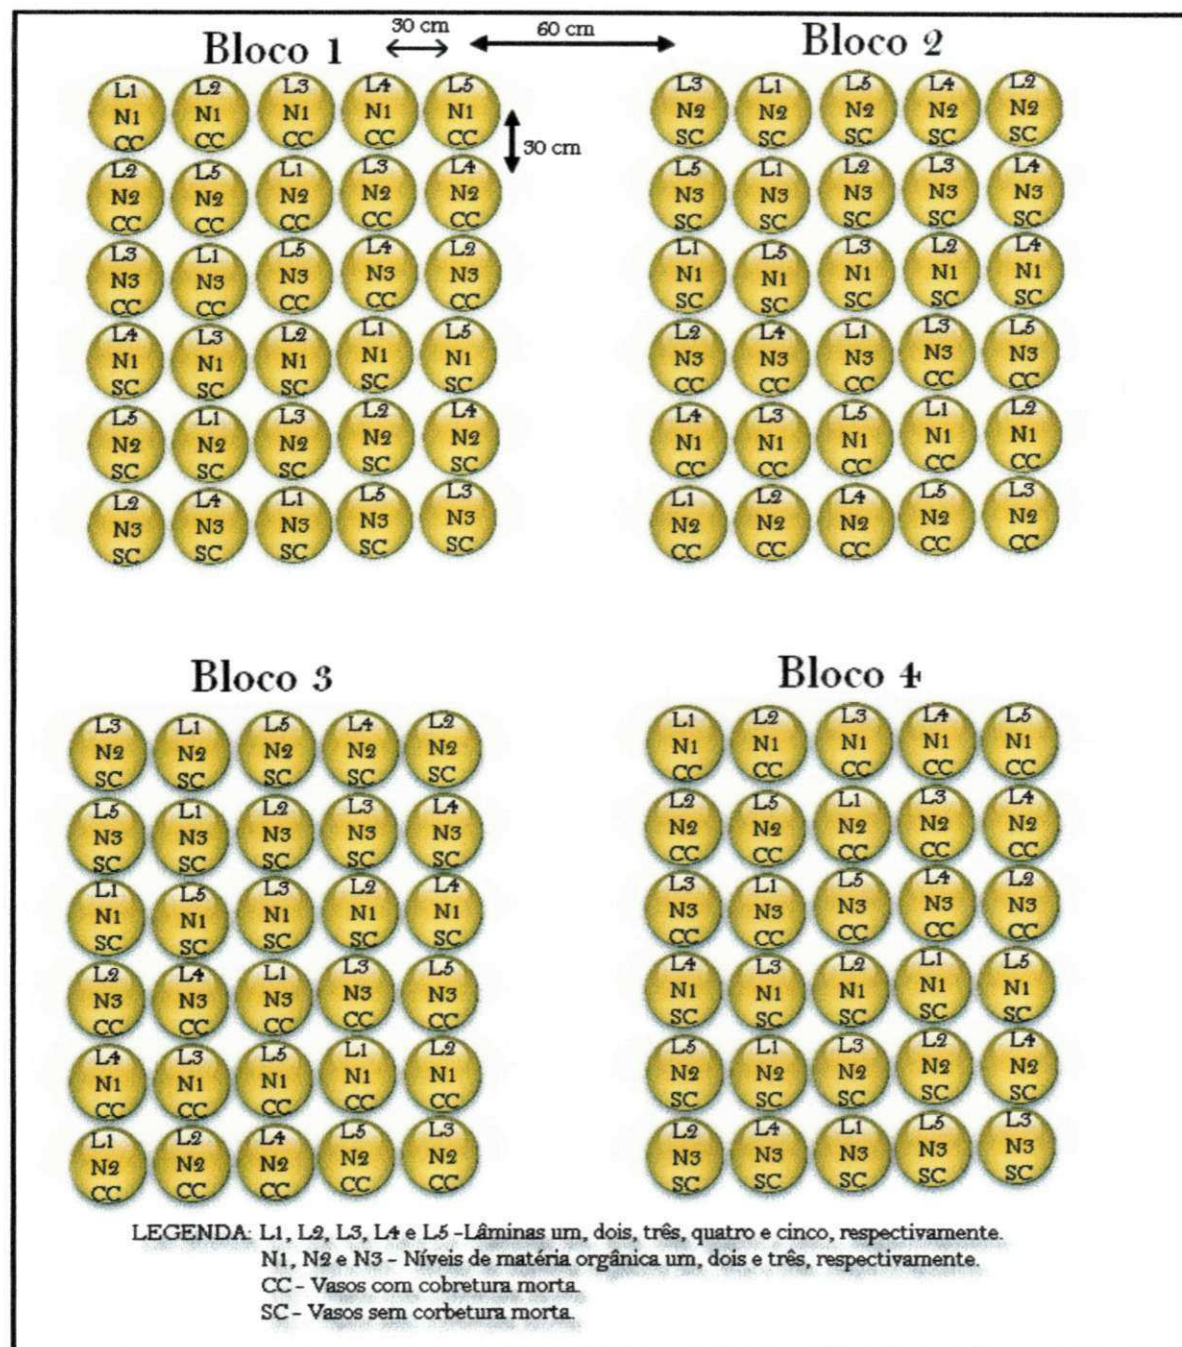 30 cm
60 cm
Bloco 1
Bloco 2
L1 L2 L3 L4 L5
N1 N1 N1 N1 N1
CC CC CC CC CC
30 cm
L2 L5 L1 L3 L4
N2 N2 N2 N2 N2
CC CC CC CC CC
L3 L1 L5 L4 L2
N3 N3 N3 N3 N3
CC CC CC CC CC
L4 L3 L2 L1 L5
N1 N1 N1 N1 N1
SC SC SC SC SC
L5 L1 L3 L2 L4
N2 N2 N2 N2 N2
SC SC SC SC SC
L2 L4 L1 L5 L3
N3 N3 N3 N3 N3
SC SC SC SC SC
L3 L1 L5 L4 L2
N2 N2 N2 N2 N2
SC SC SC SC SC
L5 L1 L2 L3 L4
N3 N3 N3 N3 N3
SC SC SC SC SC
L1 L5 L3 L2 L4
N1 N1 N1 N1 N1
SC SC SC SC SC
L2 L4 L1 L3 L5
N3 N3 N3 N3 N3
CC CC CC CC CC
L4 L3 L5 L1 L2
N1 N1 N1 N1 N1
CC CC CC CC CC
L1 L2 L4 L5 L3
N2 N2 N2 N2 N2
CC CC CC CC CC
Bloco 3
Bloco 4
L3 L1 L5 L4 L2
N2 N2 N2 N2 N2
SC SC SC SC SC
L5 L1 L2 L3 L4
N3 N3 N3 N3 N3
SC SC SC SC SC
L1 L5 L3 L2 L4
N1 N1 N1 N1 N1
SC SC SC SC SC
L2 L4 L1 L3 L5
N3 N3 N3 N3 N3
CC CC CC CC CC
L4 L3 L5 L1 L2
N1 N1 N1 N1 N1
CC CC CC CC CC
L1 L2 L4 L5 L3
N2 N2 N2 N2 N2
CC CC CC CC CC
L1 L2 L3 L4 L5
N1 N1 N1 N1 N1
CC CC CC CC CC
L2 L5 L1 L3 L4
N2 N2 N2 N2 N2
CC CC CC CC CC
L3 L1 L5 L4 L2
N3 N3 N3 N3 N3
CC CC CC CC CC
L4 L3 L2 L1 L5
N1 N1 N1 N1 N1
SC SC SC SC SC
L5 L1 L3 L2 L4
N2 N2 N2 N2 N2
SC SC SC SC SC
L2 L4 L1 L5 L3
N3 N3 N3 N3 N3
SC SC SC SC SC
LEGENDA: L1, L2, L3, L4 e L5 -Lâminas um, dois, três, quatro e cinco, respectivamente.
N1, N2 e N3 - Níveis de matéria orgânica um, dois e três, respectivamente.
CC - Vasos com cobretura morta.
SC - Vasos sem corbetura morta.